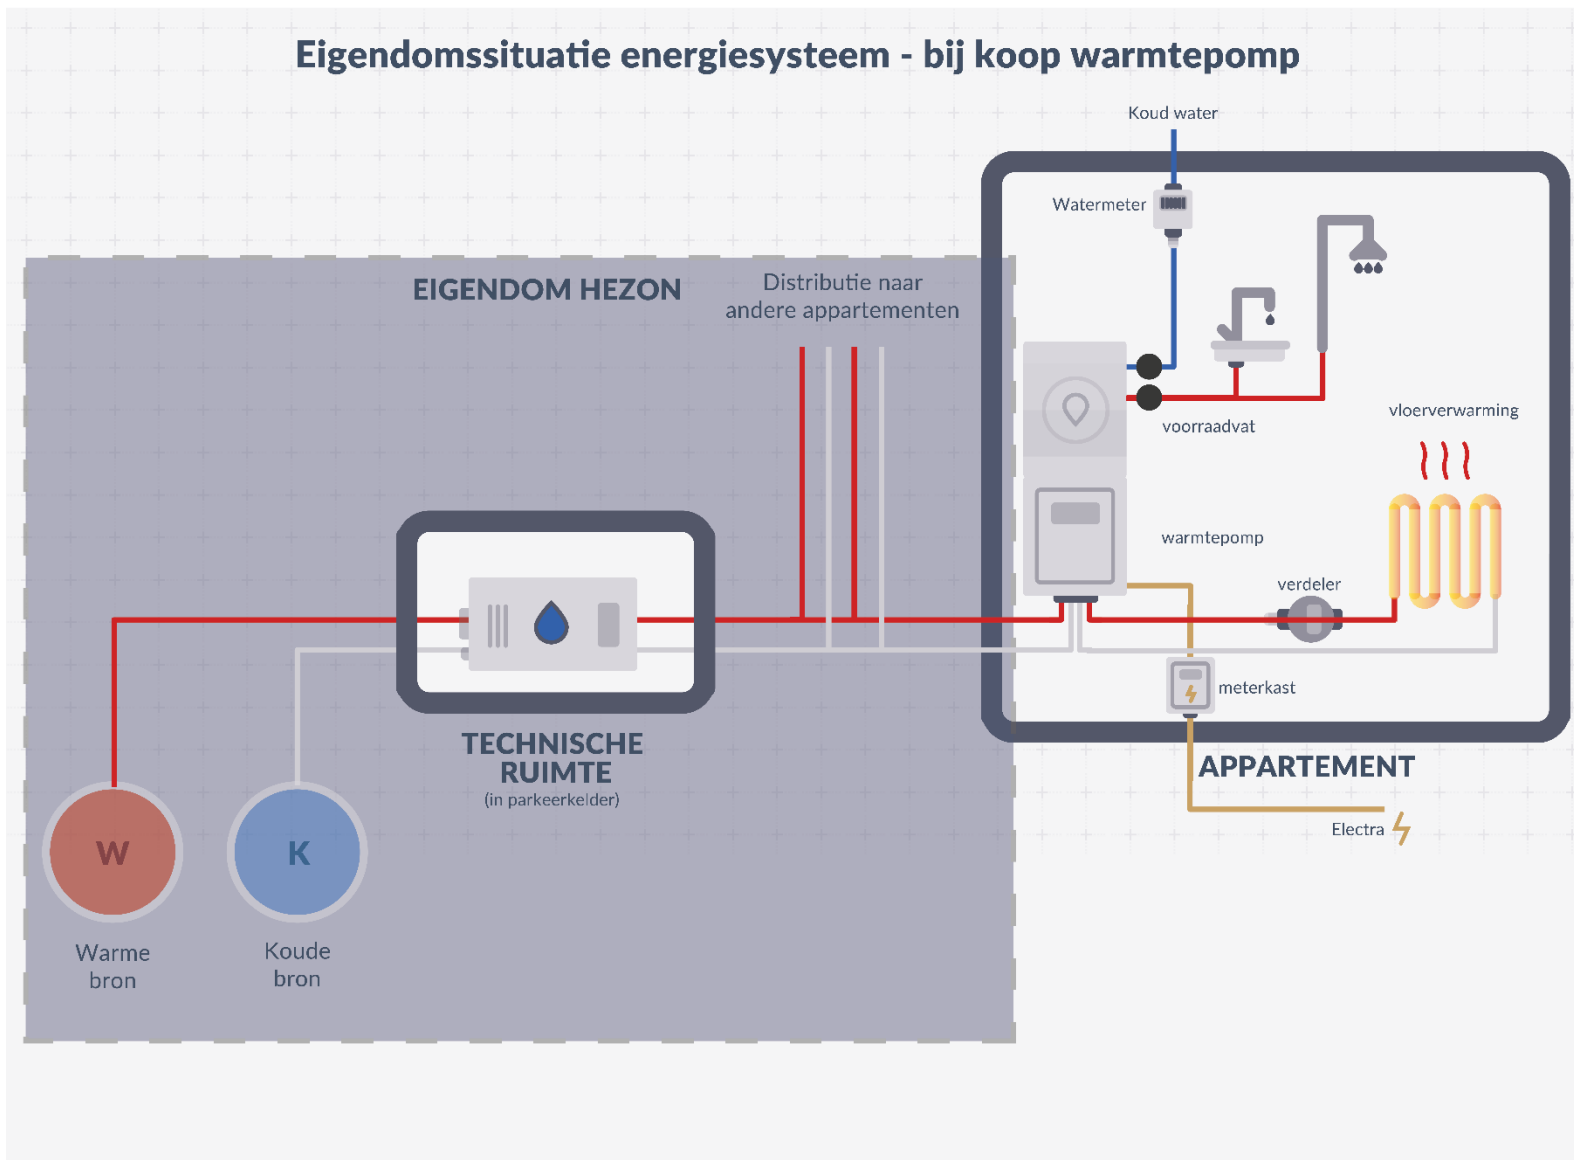 Eigendomssituatie energiesysteem - bij koop warmtepomp
Koud water
Watermeter
EIGENDOM HEZON
Distributie naar
andere appartementen
voorraadvat
vloerverwarming
warmtepomp
verdeler
meterkast
TECHNISCHE
RUIMTE
(in parkeerkelder)
APPARTEMENT
Electra
W
K
Warme
bron
Koude
bron